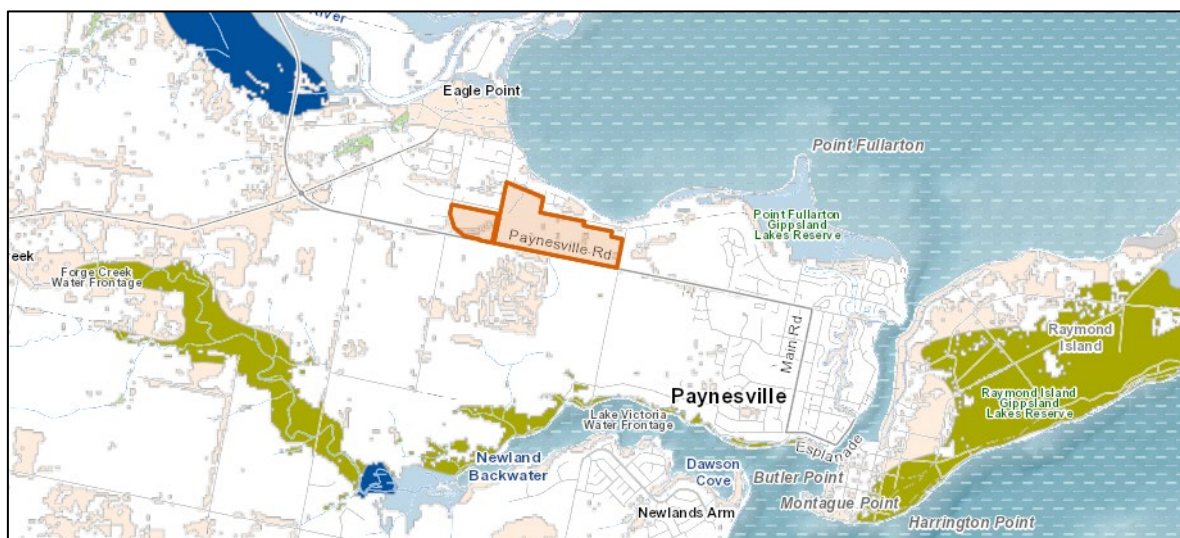 River
Eagle Point
Point Fullarton
Point Fullarton
Gippsland
Lakes Reserve
Paynesville Rd
reek
Forge Creek
Water Frontage
Main Rd
Raymond
Island
Raymond Island
Gippsland
Lakes Reserve
Paynesville
Lake Victoria
Water Frontage
Esplanade
Newland
Backwater
Dawson
Cove
Butler Point
Montague Point
Newlands Arm
Harrington Point